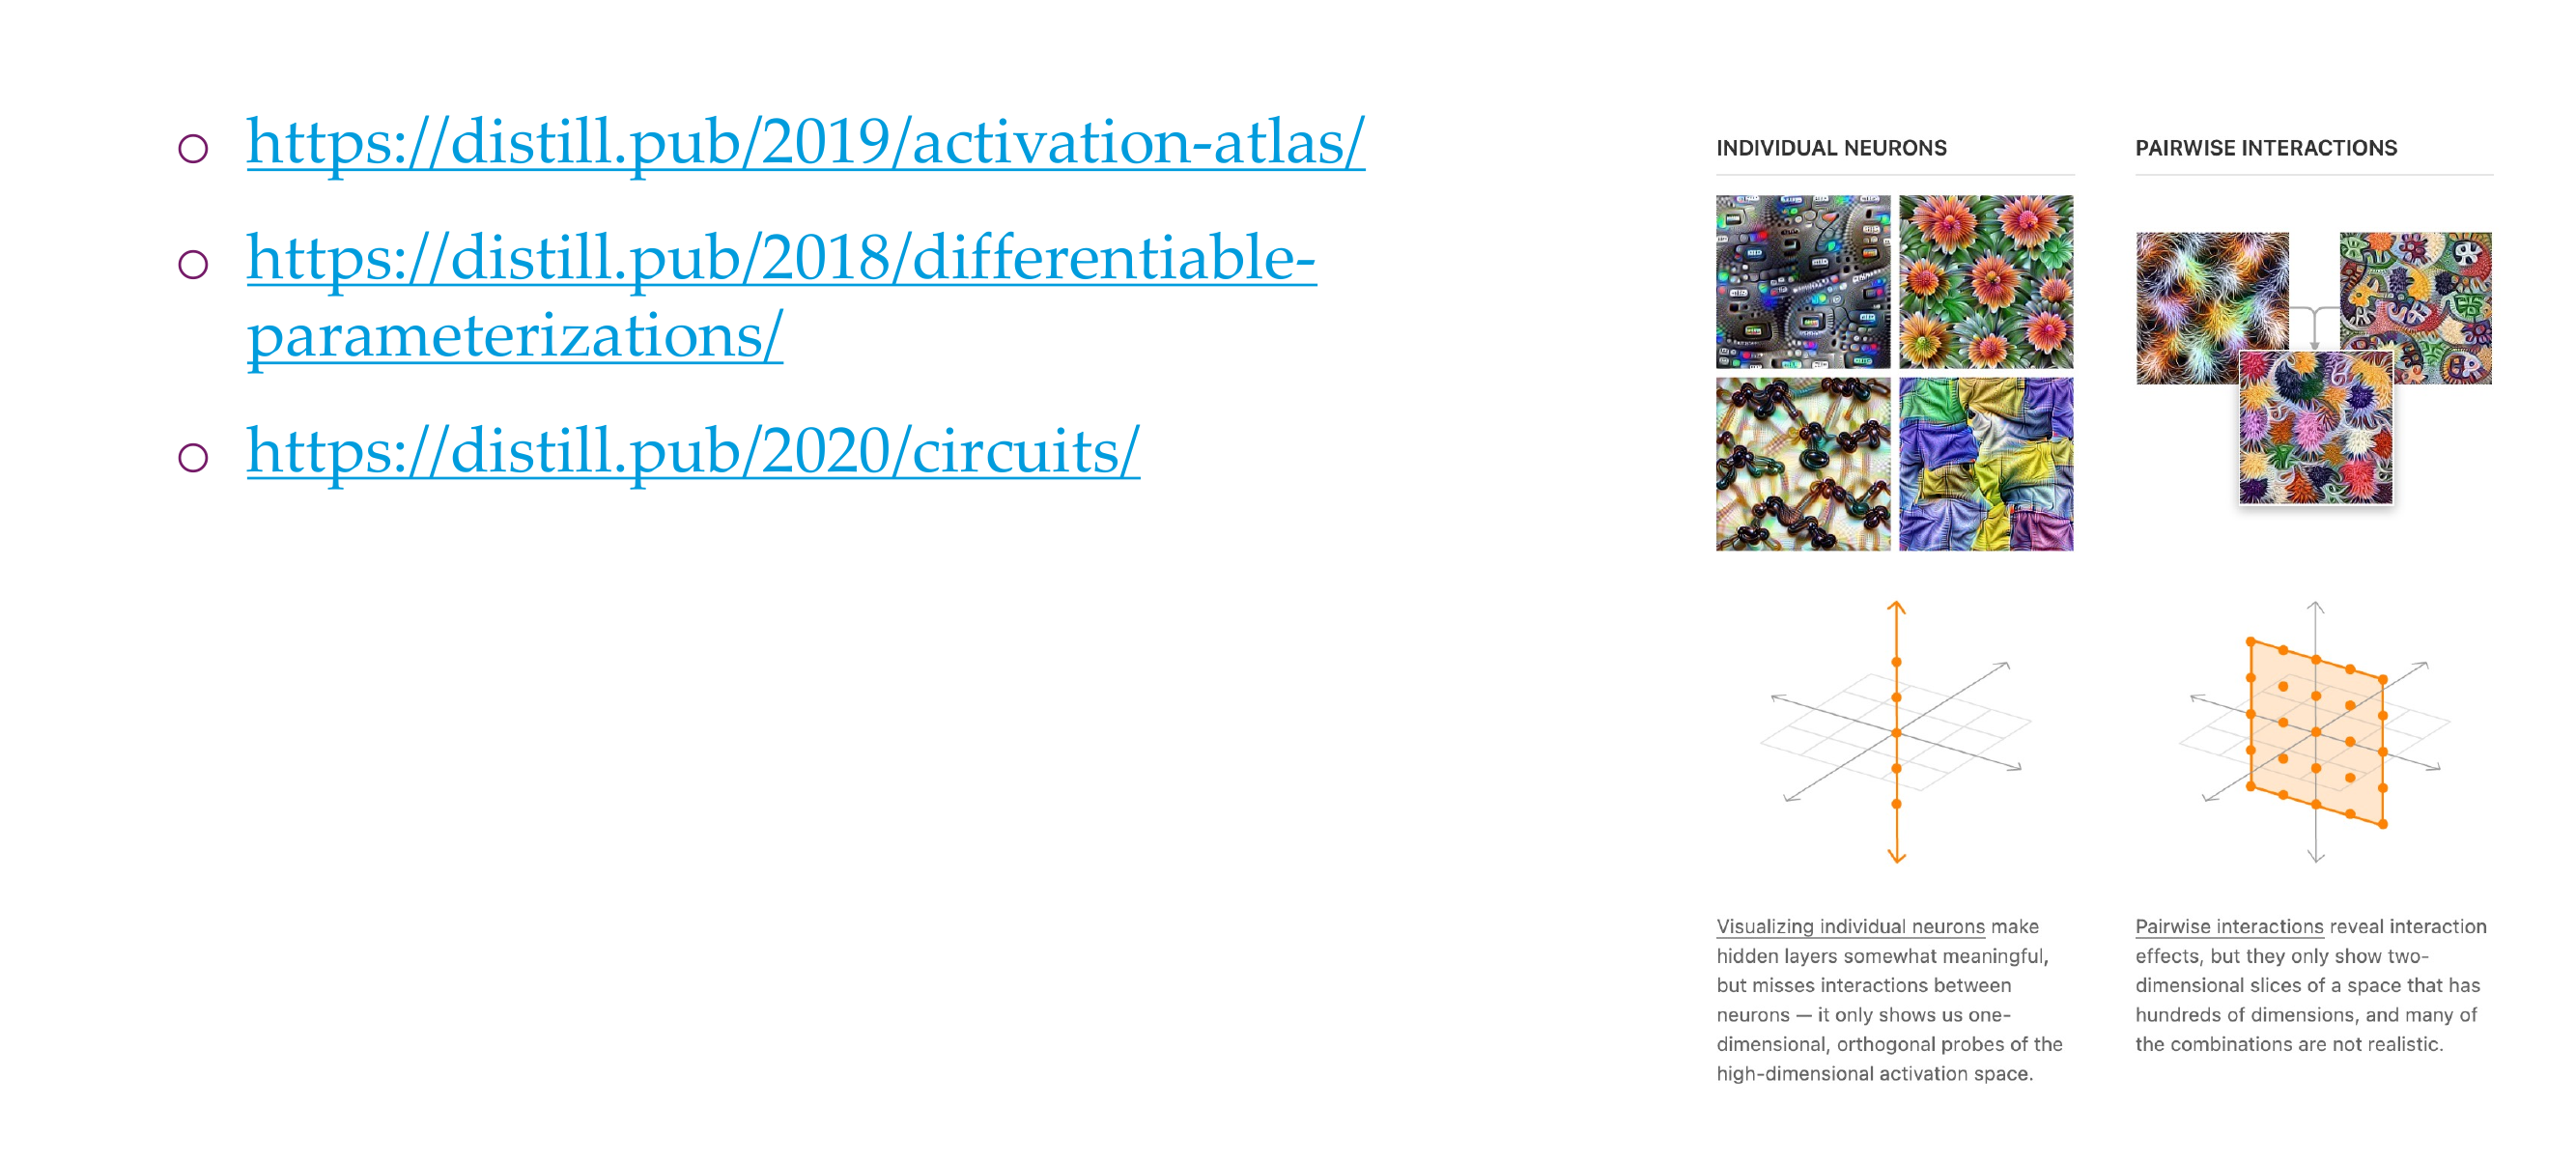 https://distill.pub/2019/activation-atlas/
https://distill.pub/2018/differentiable-
parameterizations/
https://distill.pub/2020/circuits/
INDIVIDUAL NEURONS
Visualizing individual neurons make
hidden layers somewhat meaningful,
but misses interactions between
neurons — it only shows us one-
dimensional, orthogonal probes of the
high-dimensional activation space.
PAIRWISE INTERACTIONS
Pairwise interactions reveal interaction
effects, but they only show two-
dimensional slices of a space that has
hundreds of dimensions, and many of
the combinations are not realistic.